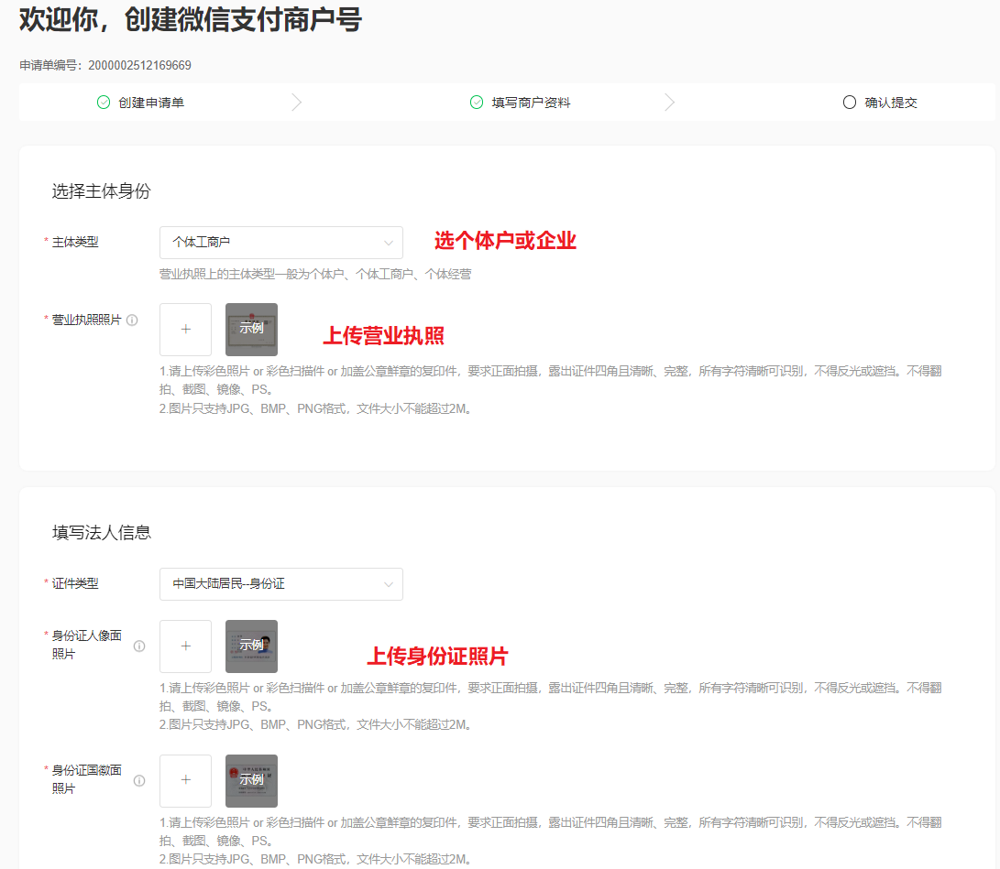 欢迎你，创建微信支付商户号
申请单编号：2000002512169669
创建申请单
填写商户资料
确认提交
选择主体身份
* 主体类型
个体工商户
选个体户或企业
营业执照上的主体类型一般为个体户、个体工商户、个体经营
* 营业执照照片
示例
上传营业执照
1.请上传彩色照片 or 彩色扫描件 or 加盖公章鲜章的复印件，要求正面拍摄，露出证件四角且清晰、完整，所有字符清晰可识别，不得反光或遮挡。不得翻
拍、截图、镜像、PS。
2.图片只支持JPG、BMP、PNG格式，文件大小不能超过2M。
填写法人信息
* 证件类型
中国大陆居民--身份证
* 身份证人像面
照片
示例
上传身份证照片
1.请上传彩色照片 or 彩色扫描件 or 加盖公章鲜章的复印件，要求正面拍摄，露出证件四角且清晰、完整，所有字符清晰可识别，不得反光或遮挡。不得翻
拍、截图、镜像、PS。
2.图片只支持JPG、BMP、PNG格式，文件大小不能超过2M。
* 身份证国徽面
照片
示例
1.请上传彩色照片 or 彩色扫描件 or 加盖公章鲜章的复印件，要求正面拍摄，露出证件四角且清晰、完整，所有字符清晰可识别，不得反光或遮挡。不得翻
拍、截图、镜像、PS。
2.图片只支持JPG、BMP、PNG格式，文件大小不能超过2M。